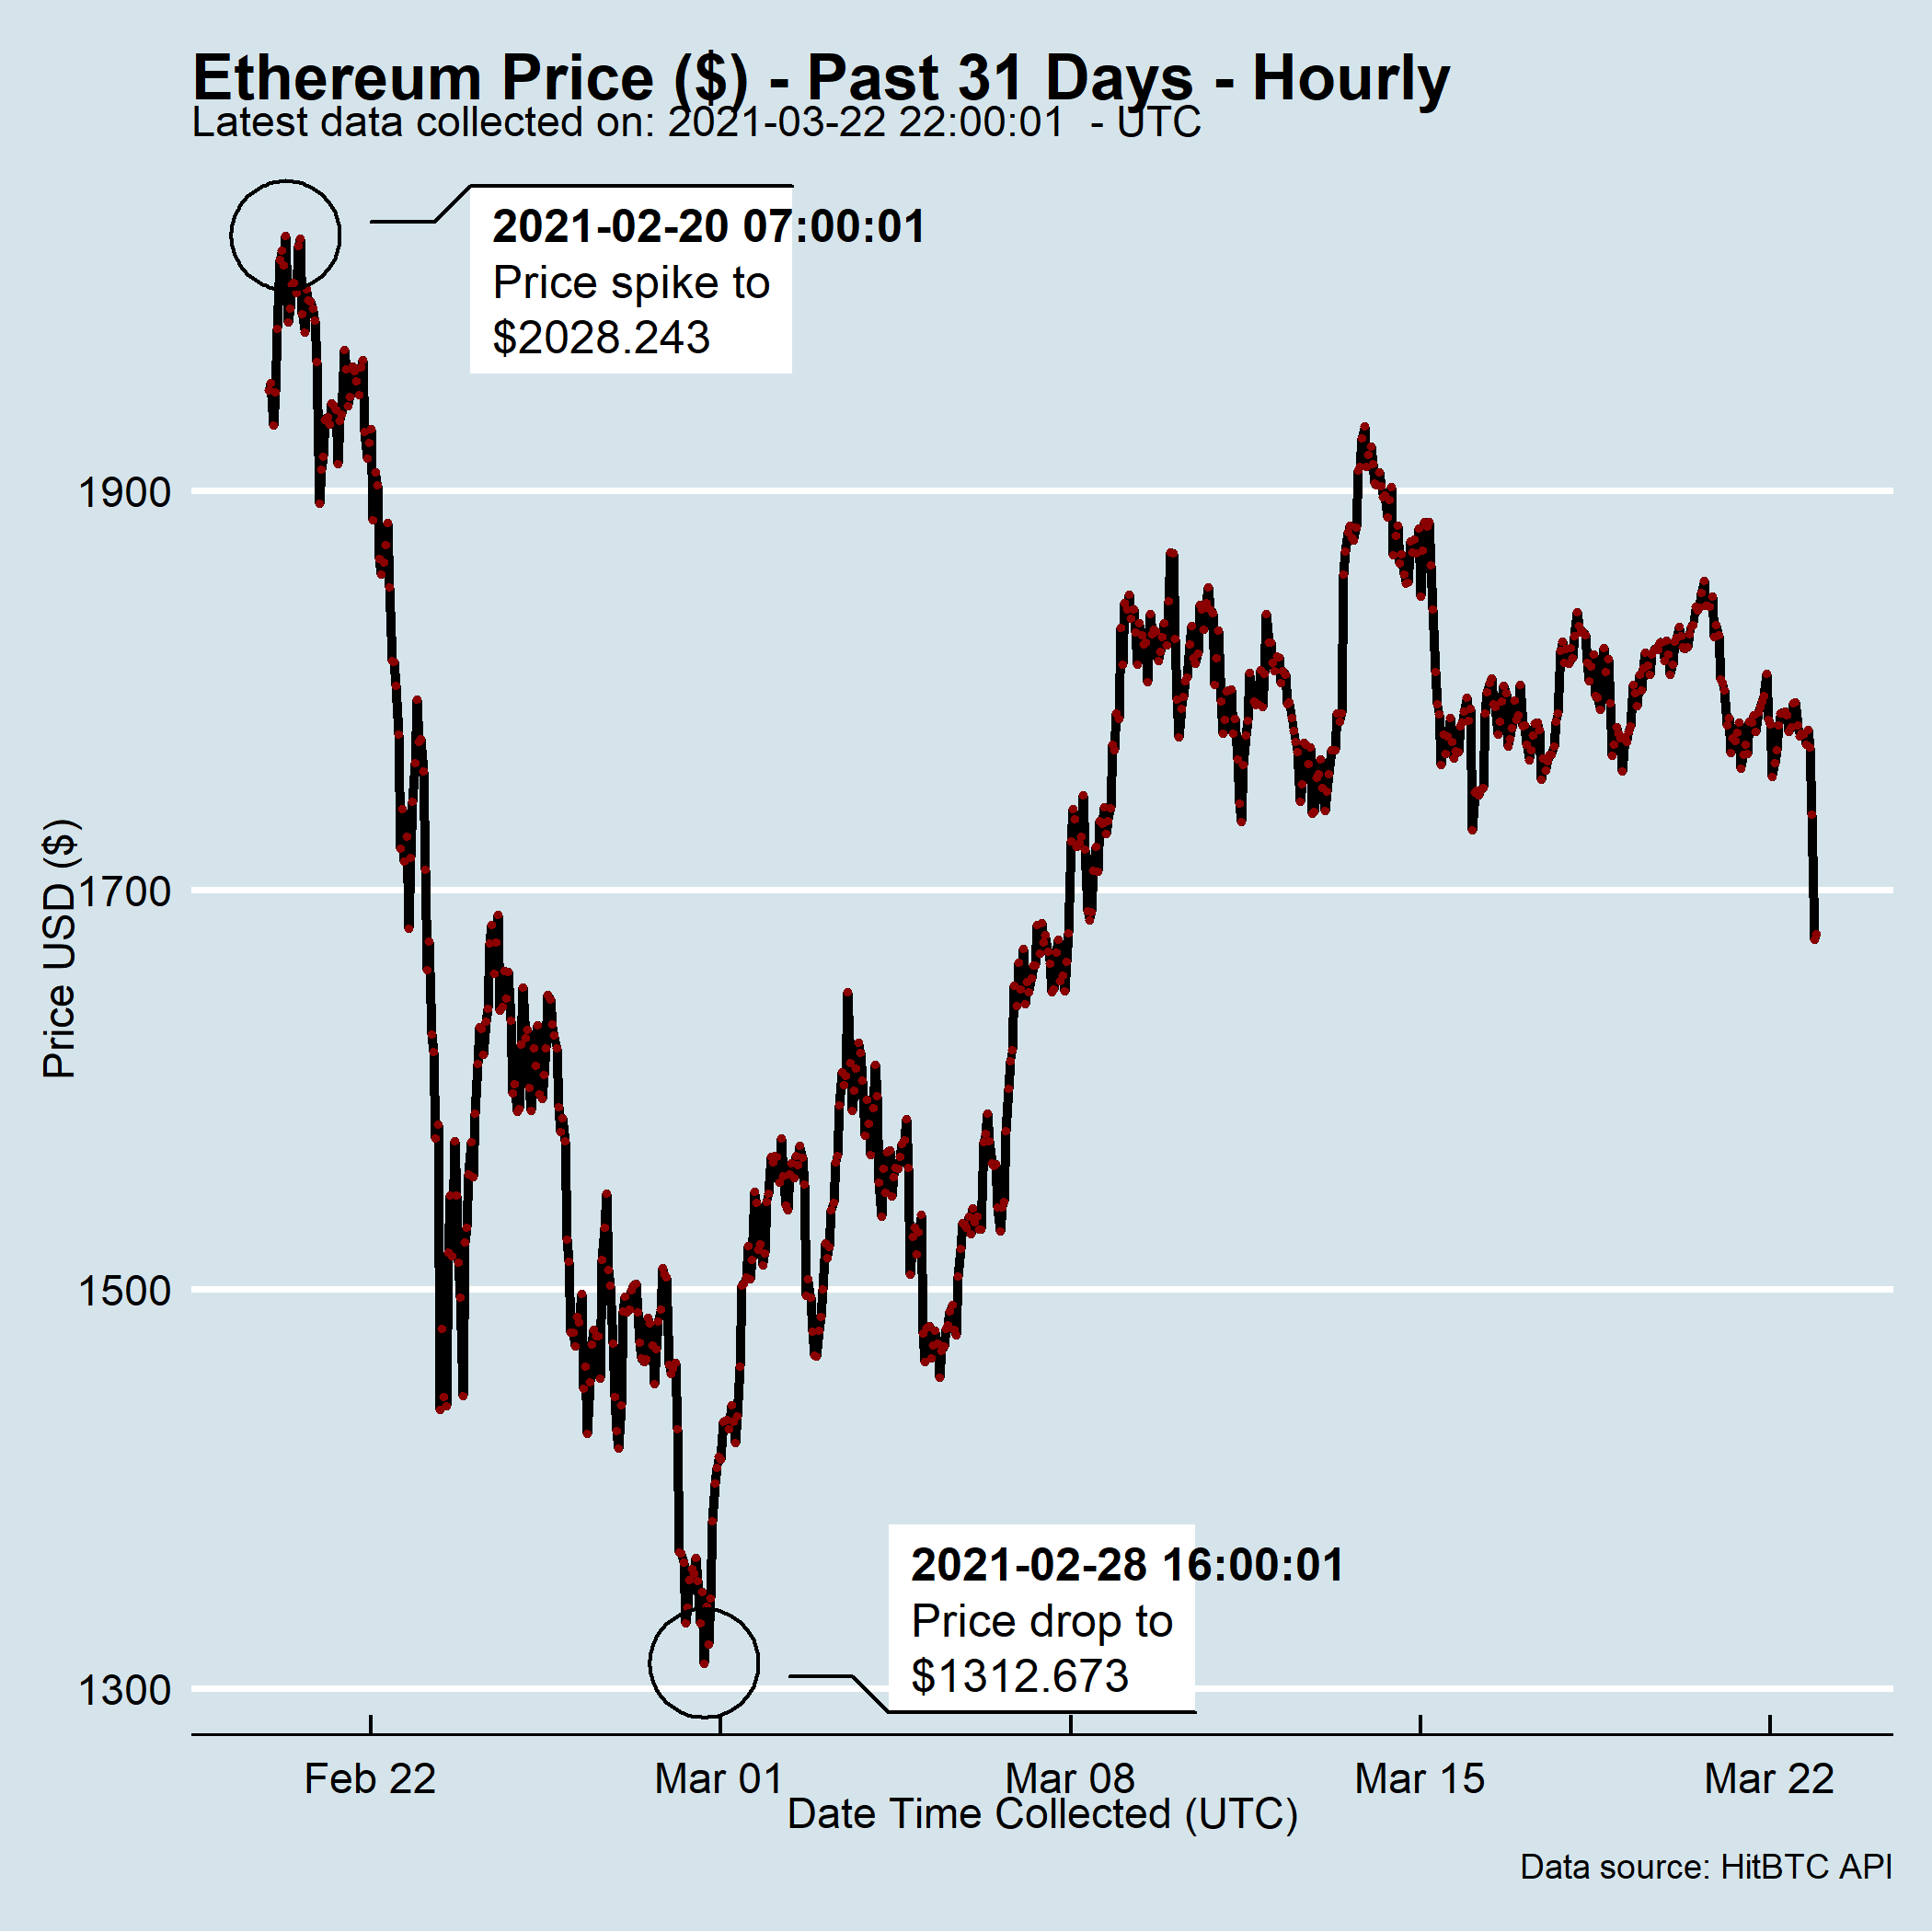 Ethereum Price ($) - Past 31 Days - Hourly
Latest data collected on: 2021-03-22 22:00:01  - UTC
2021-02-20 07:00:01
Price spike to
$2028.243
1900
1700
1500
1300
Price USD ($)
2021-02-28 16:00:01
Price drop to
$1312.673
Feb 22
Mar 01
Mar 08
Mar 15
Mar 22
Date Time Collected (UTC)
Data source: HitBTC API